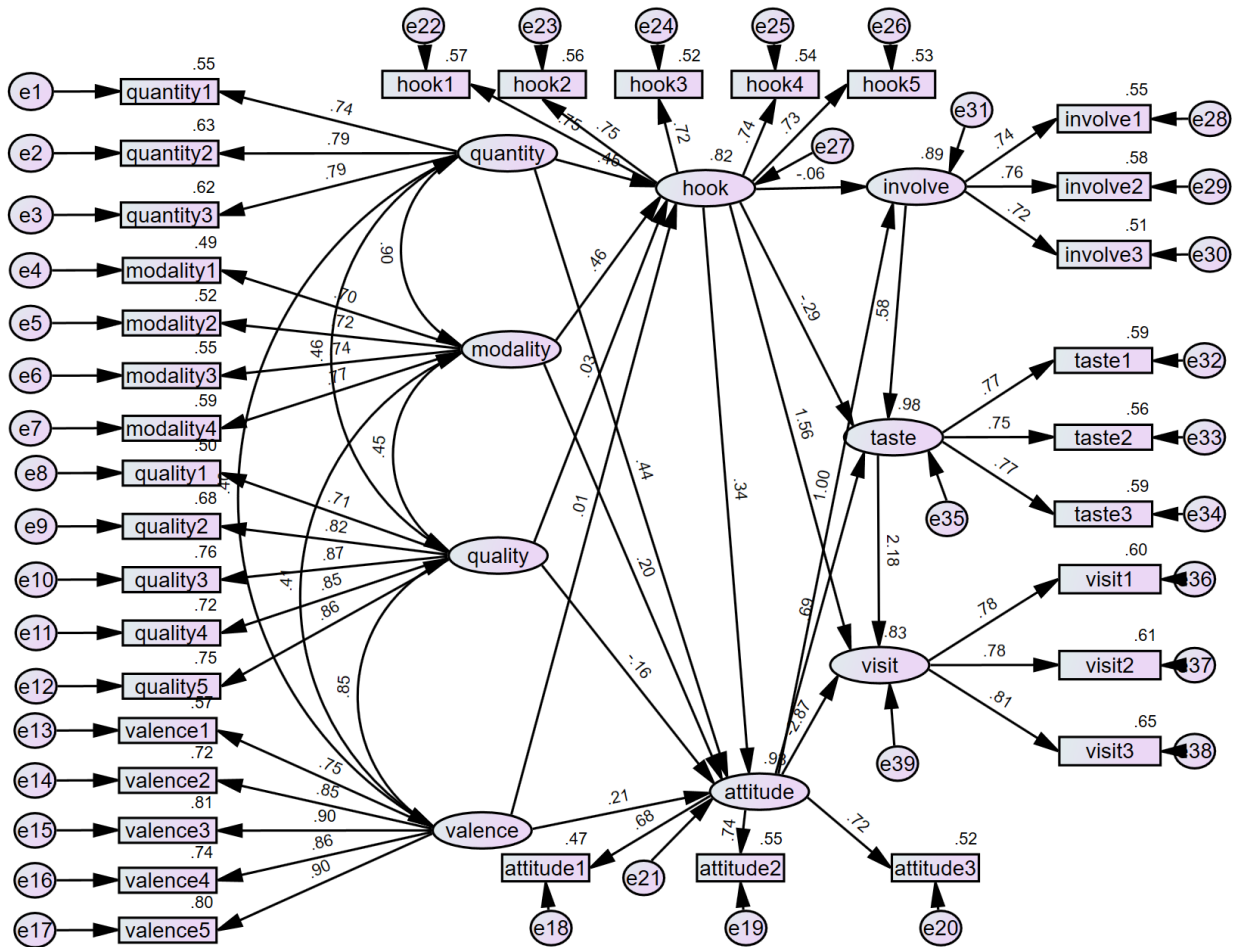 e22
e23
e24
e25
e26
.57
.56
.52
.54
.53
hook1
hook2
hook3
hook4
hook5
.75
.75
.72
.74
.73
e1
quantity1
.55
.74
e2
quantity2
.63
.79
e3
quantity3
.62
.79
e4
modality1
.49
.70
e5
modality2
.52
.72
e6
modality3
.55
.74
e7
modality4
.59
.77
e8
quality1
.50
.71
e9
quality2
.68
.82
e10
quality3
.76
.87
e11
quality4
.72
.85
e12
quality5
.75
.86
e13
valence1
.57
.75
e14
valence2
.72
.85
e15
valence3
.81
.90
e16
valence4
.74
.86
e17
valence5
.80
.90
quantity
modality
quality
valence
.90
.46
.45
.41
.85
.46
.46
.03
.01
.44
.20
-.16
.21
hook
.82
e27
-.06
-.29
1.56
.34
involve
.89
e31
.58
.74
.76
.72
.55
involve1
e28
.58
involve2
e29
.51
involve3
e30
taste
.98
e35
2.18
.77
.75
.77
.59
taste1
e32
.56
taste2
e33
.59
taste3
e34
visit
.83
e39
.78
.78
.81
.60
visit1
e36
.61
visit2
e37
.65
visit3
e38
1.00
.69
-2.87
attitude
e21
.68
.74
.72
.47
attitude1
e18
.55
attitude2
e19
.52
attitude3
e20